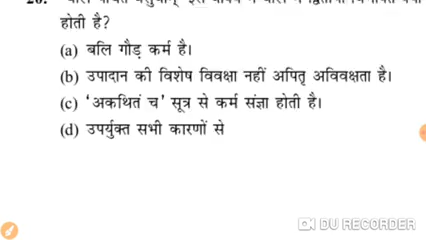 होती है?
(a) बलि गौड़ कर्म है।
(b) उपादान की विशेष विवक्षा नहीं अपितृ अविवक्षता है।
(c) ‘अकथितं च’ सूत्र से कर्म संज्ञा होती है।
(d) उपर्युक्त सभी कारणों से
DU RECORDER